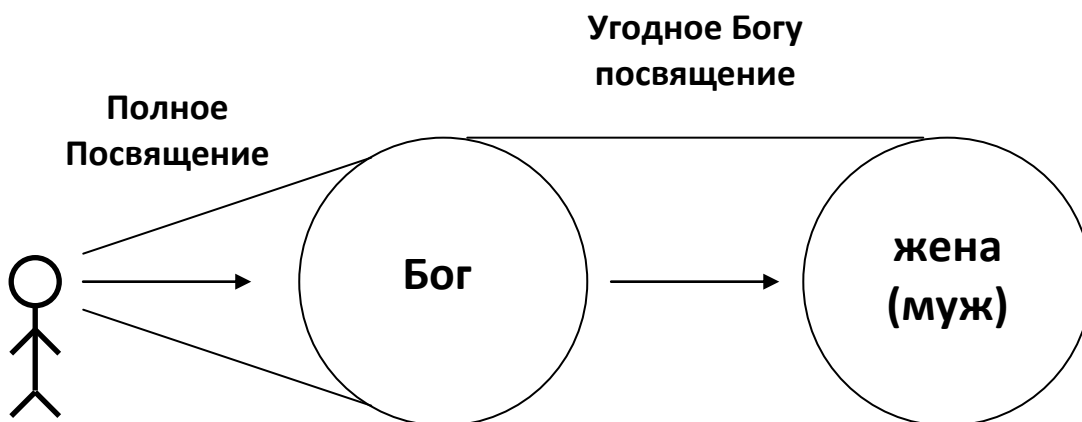 Угодное Богу
посвящение
Полное
Посвящение
Бог
жена
(муж)